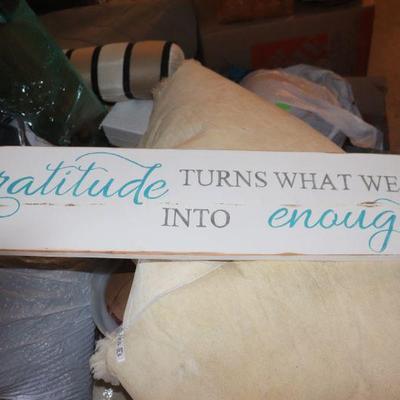 ratitude TURNS WHAT WE
INTO enoug